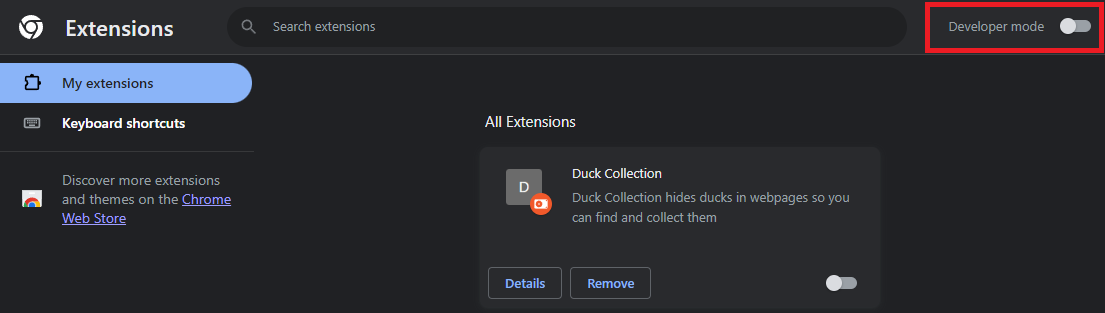 Extensions
Search extensions
Developer mode
My extensions
Keyboard shortcuts
Discover more extensions
and themes on the Chrome
Web Store
All Extensions
D
Duck Collection
Duck Collection hides ducks in webpages so you
can find and collect them
Details
Remove